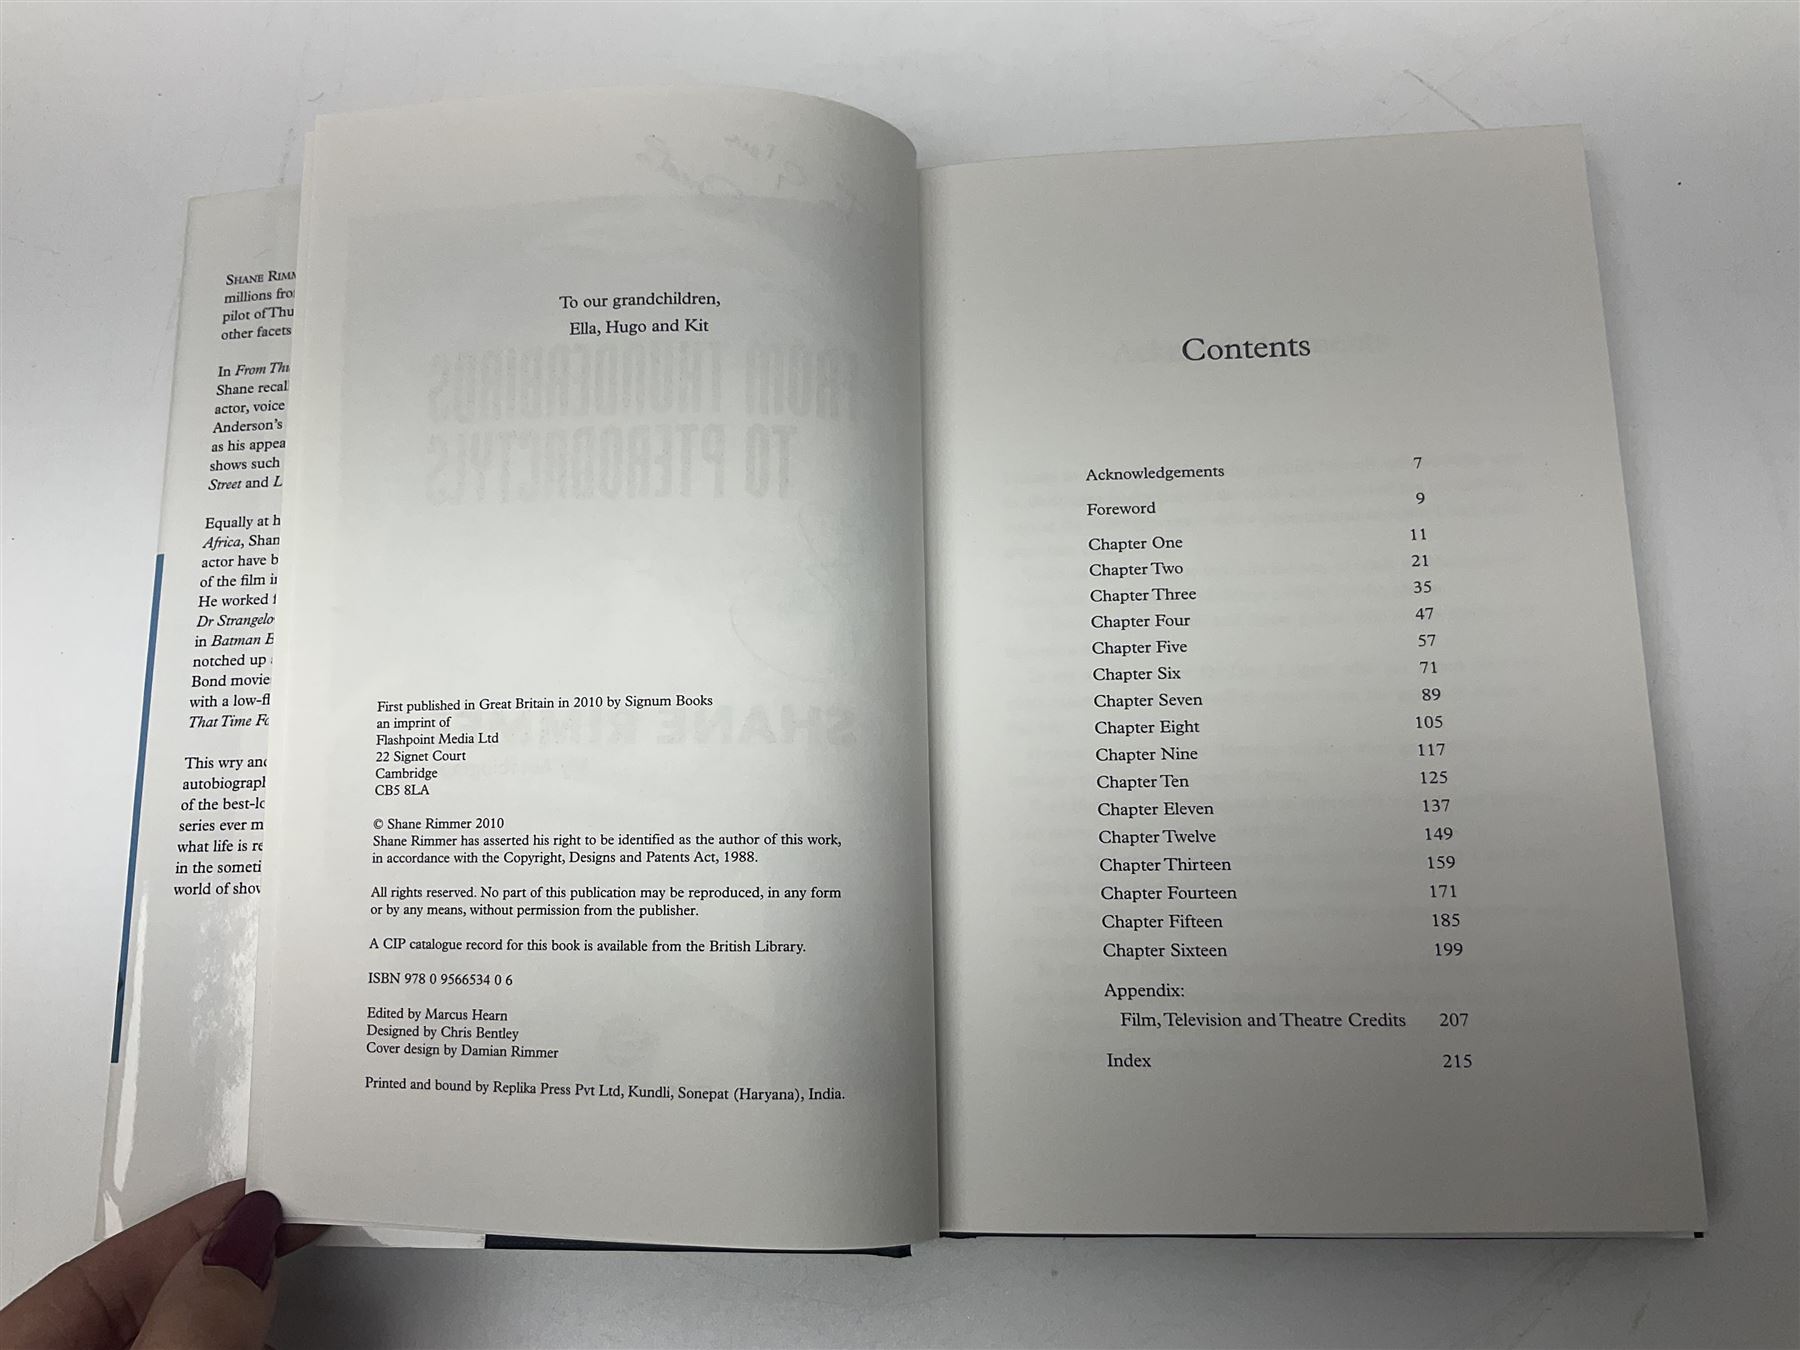 SHANE RIMM
millions fro
pilot of Thu
other facets
In From Thu
Shane recal
actor, voice
Anderson's
as his appea
shows such
Street and L
Equally at h
Africa, Shan
actor have b
of the film in
He worked f
Dr Strangelo
in Batman B
notched up
Bond movie
with a low-fl
That Time Fo
This wry and
autobiograpl
of the best-lo
series ever m
what life is re
in the someti
world of shov
To our grandchildren,
Ella, Hugo and Kit
FROM THUNDERBIRDS
TO PTERODACTYLS
SHANE RIMMER
First published in Great Britain in 2010 by Signum Books
an imprint of
Flashpoint Media Ltd
22 Signet Court
Cambridge
CB5 8LA
© Shane Rimmer 2010
Shane Rimmer has asserted his right to be identified as the author of this work,
in accordance with the Copyright, Designs and Patents Act, 1988.
All rights reserved. No part of this publication may be reproduced, in any form
or by any means, without permission from the publisher.
A CIP catalogue record for this book is available from the British Library.
ISBN 978 0 9566534 0 6
Edited by Marcus Hearn
Designed by Chris Bentley
Cover design by Damian Rimmer
Printed and bound by Replika Press Pvt Ltd, Kundli, Sonepat (Haryana), India.
Contents
Acknowledgements 7
Foreword 9
Chapter One 11
Chapter Two 21
Chapter Three 35
Chapter Four 47
Chapter Five 57
Chapter Six 71
Chapter Seven 89
Chapter Eight 105
Chapter Nine 117
Chapter Ten 125
Chapter Eleven 137
Chapter Twelve 149
Chapter Thirteen 159
Chapter Fourteen 171
Chapter Fifteen 185
Chapter Sixteen 199
Appendix:
Film, Television and Theatre Credits 207
Index 215